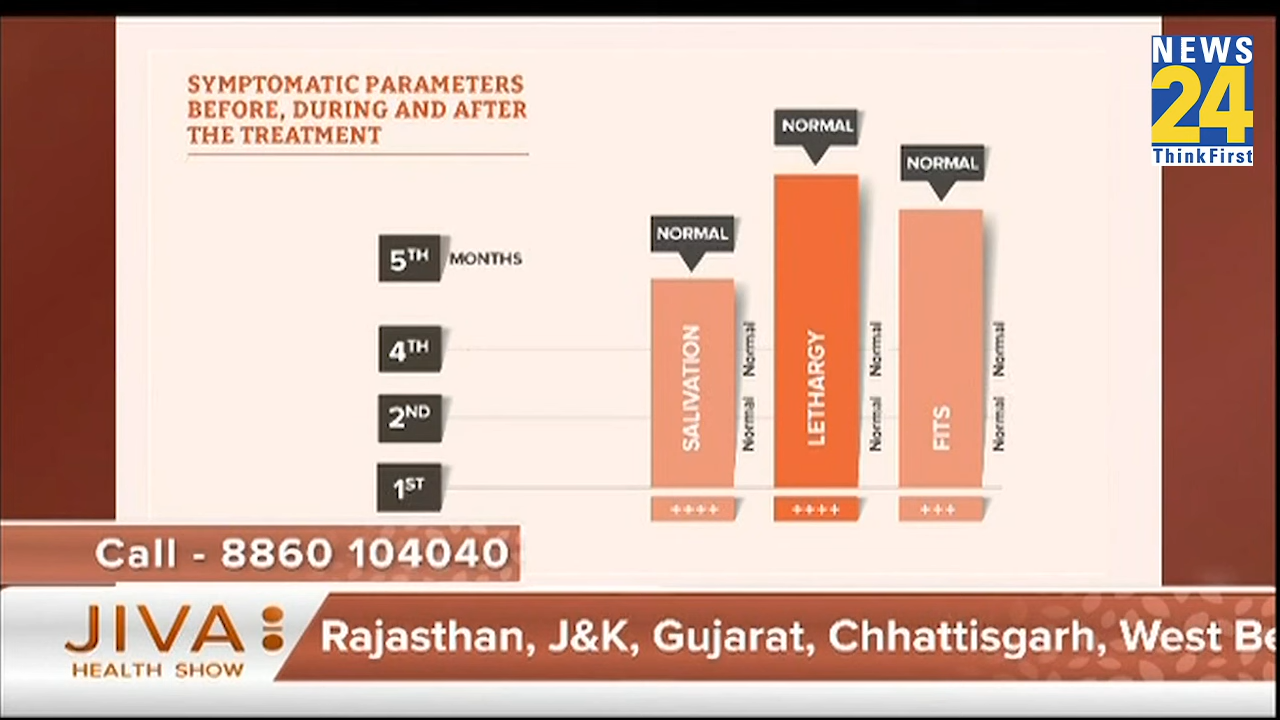 SYMPTOMATIC PARAMETERS
BEFORE, DURING AND AFTER
THE TREATMENT
NEWS
24
ThinkFirst
NORMAL
NORMAL
NORMAL
5TH MONTHS
4TH
2ND
1ST
SALIVATION
Normal
Normal
LETHARGY
Normal
Normal
FITS
Normal
Normal
++++
++++
+++
Call - 8860 104040
JIVA
HEALTH SHOW
Rajasthan, J&K, Gujarat, Chhattisgarh, West Be